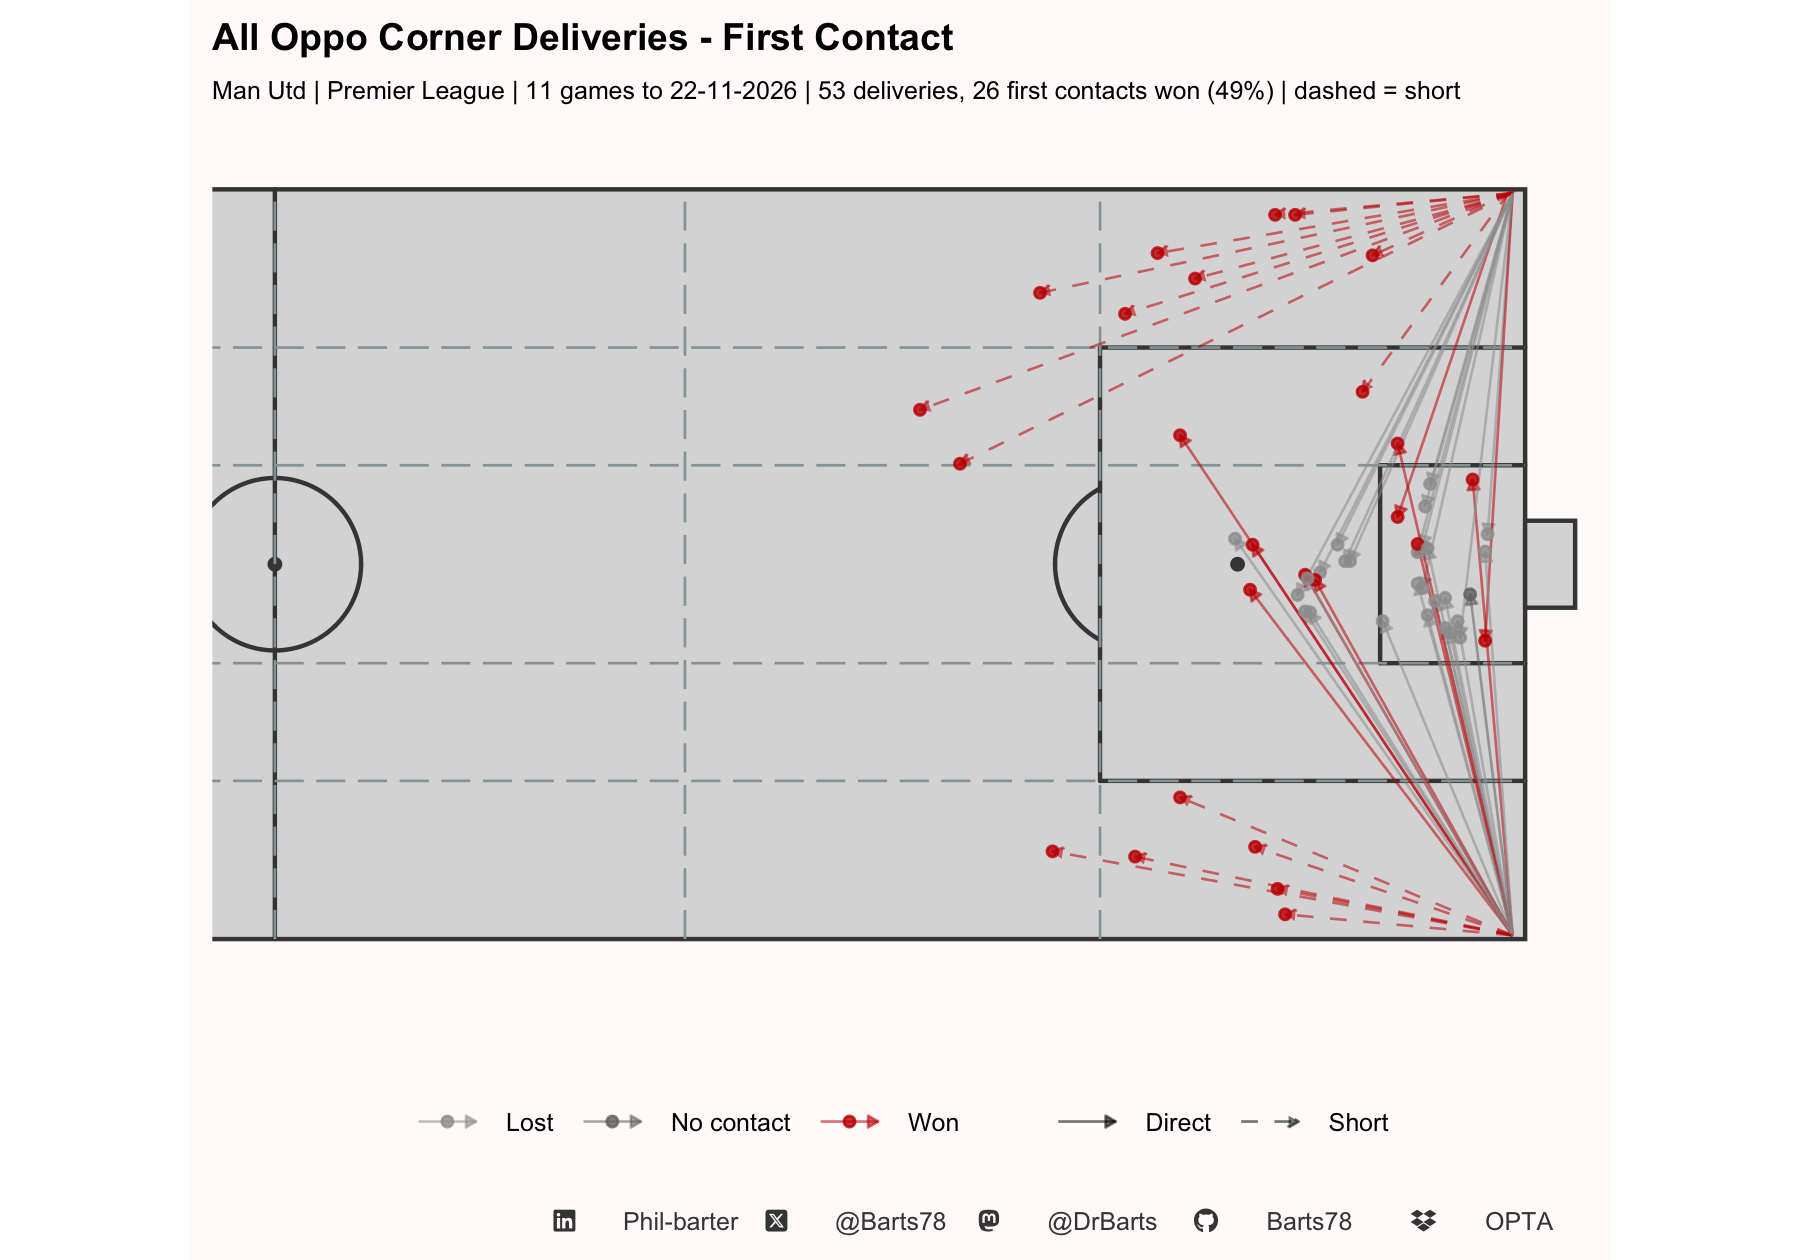 All Oppo Corner Deliveries - First Contact
Man Utd | Premier League | 11 games to 22-11-2026 | 53 deliveries, 26 first contacts won (49%) | dashed = short
Lost No contact Won Direct Short
Phil-barter @Barts78 @DrBarts Barts78 OPTA